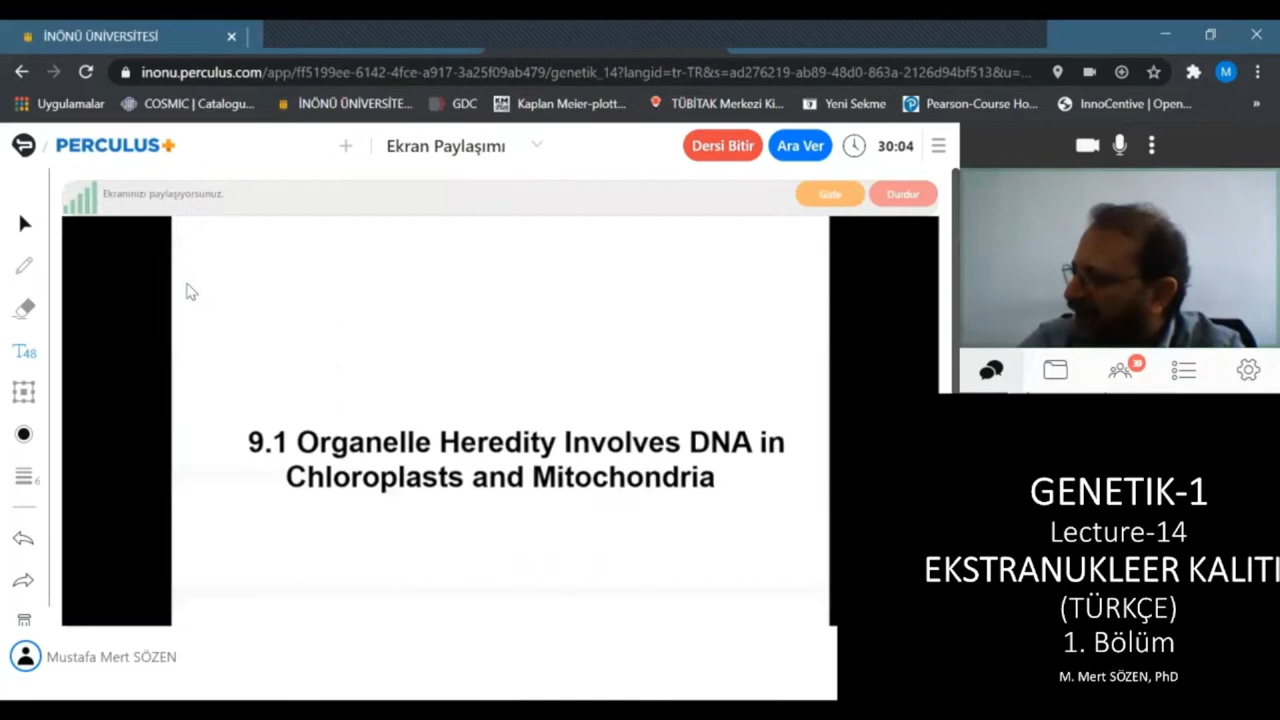 İNÖNÜ ÜNİVERSİTESİ
inonu.perculus.com/app/ff5199ee-6142-4fce-a917-3a25f09ab479/genetik_14?langid=tr-TR&s=ad276219-ab89-48d0-863a-2126d94bf513&u=...
M
Uygulamalar
COSMIC | Catalogu...
İNÖNÜ ÜNİVERSİTE...
GDC
Kaplan Meier-plott...
TÜBİTAK Merkezi Ki...
Yeni Sekme
Pearson-Course Ho...
InnoCentive | Open...
»
PERCULUS+
Ekran Paylaşımı
Dersi Bitir
Ara Ver
30:04
Ekranınızı paylaşıyorsunuz.
Gizle
Durdur
T48
6
9.1 Organelle Heredity Involves DNA in
Chloroplasts and Mitochondria
Mustafa Mert SÖZEN
GENETIK-1
Lecture-14
EKSTRANUKLEER KALITI
(TÜRKÇE)
1. Bölüm
M. Mert SÖZEN, PhD